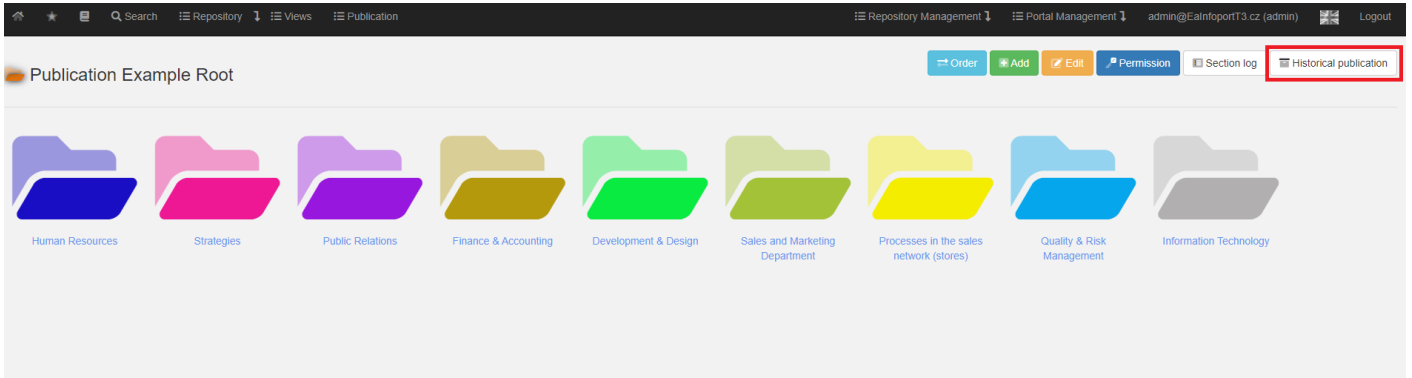 Search Repository Views Publication Repository Management Portal Management admin@EaInfoportT3.cz (admin) Logout
Publication Example Root
Order Add Edit Permission Section log Historical publication
Human Resources
Strategies
Public Relations
Finance & Accounting
Development & Design
Sales and Marketing
Department
Processes in the sales
network (stores)
Quality & Risk
Management
Information Technology